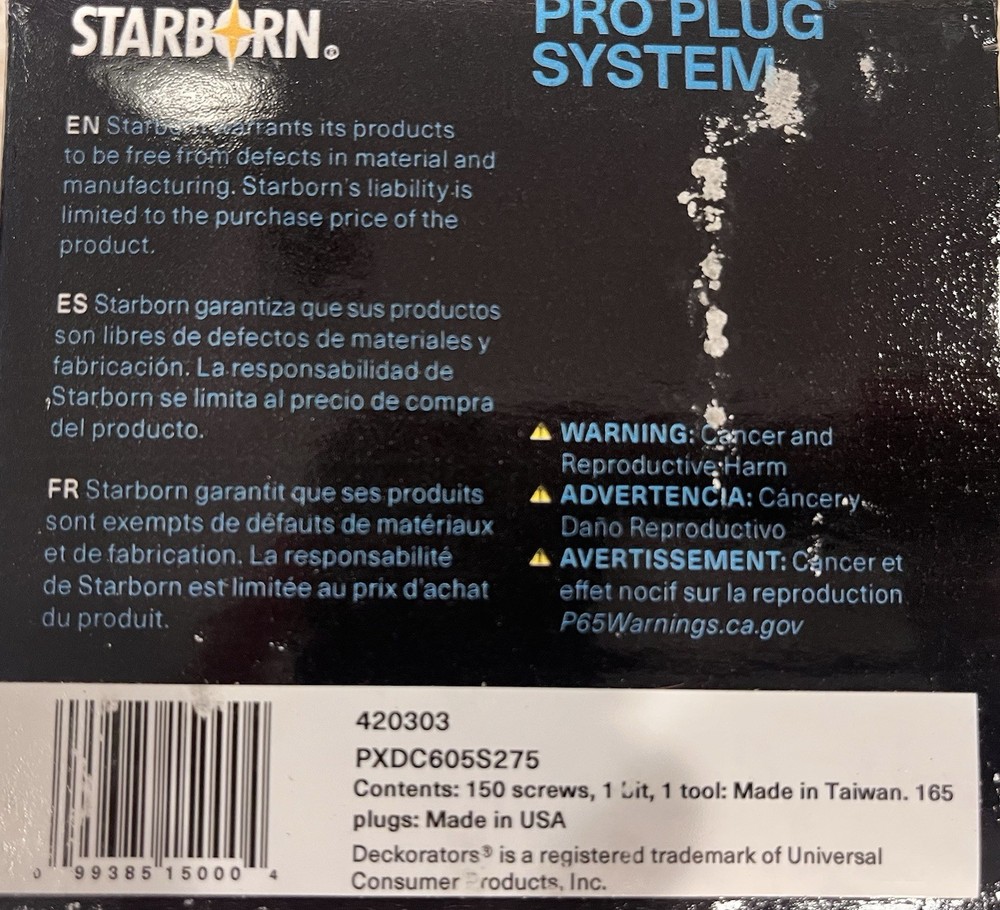 STARBORN®
PRO PLUG
SYSTEM
EN Starborn warrants its products
to be free from defects in material and
manufacturing. Starborn's liability is
limited to the purchase price of the
product.
ES Starborn garantiza que sus productos
son libres de defectos de materiales y
fabricación. La responsabilidad de
Starborn se limita al precio de compra
del producto.
FR Starborn garantit que ses produits
sont exempts de défauts de matériaux
et de fabrication. La responsabilité
de Starborn est limitée au prix d'achat
du produit.
WARNING: Cancer and
Reproductive Harm
ADVERTENCIA: Cáncer y
Daño Reproductivo
AVERTISSEMENT: Cancer et
effet nocif sur la reproduction
P65Warnings.ca.gov
0 99385 15000 4
420303
PXDC605S275
Contents: 150 screws, 1 bit, 1 tool: Made in Taiwan. 165
plugs: Made in USA
Deckorators® is a registered trademark of Universal
Consumer Products, Inc.